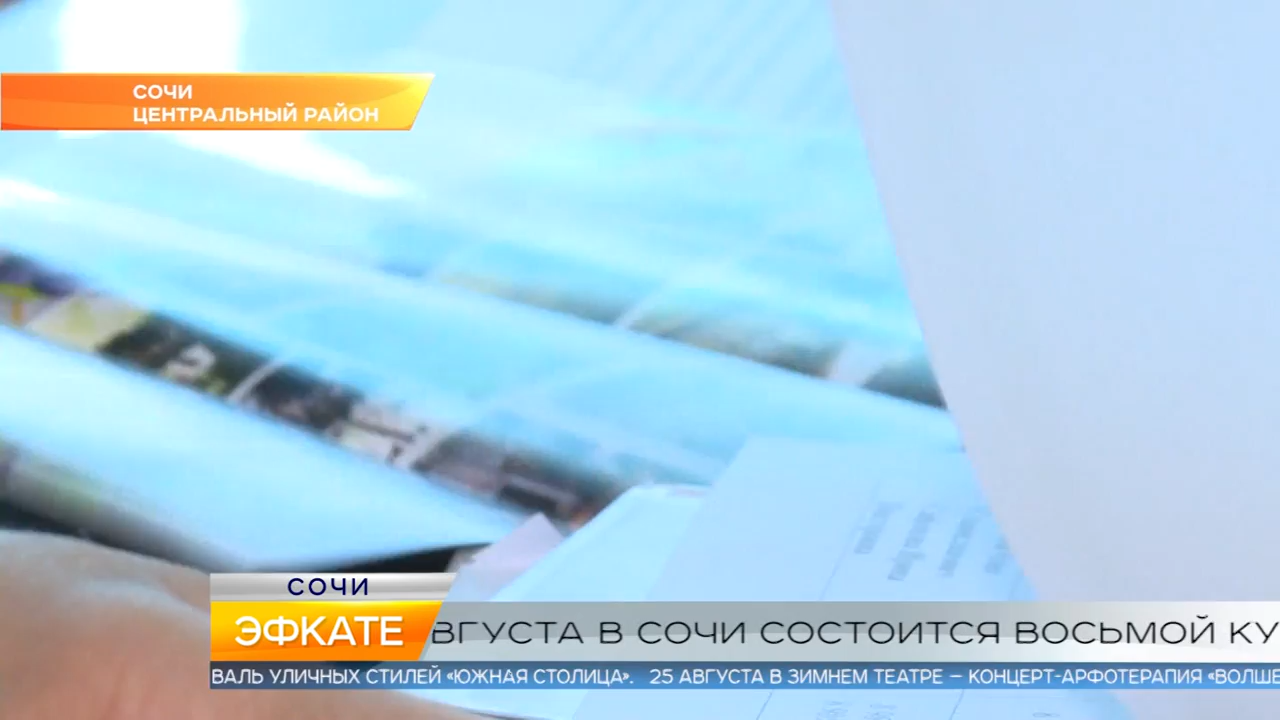 СОЧИ
ЦЕНТРАЛЬНЫЙ РАЙОН
СОЧИ
ЭФКАТЕ
ВГУСТА В СОЧИ СОСТОИТСЯ ВОСЬМОЙ КУ
ВАЛЬ УЛИЧНЫХ СТИЛЕЙ «ЮЖНАЯ СТОЛИЦА». 25 АВГУСТА В ЗИМНЕМ ТЕАТРЕ – КОНЦЕРТ-АРФОТЕРАПИЯ «ВОЛШЕ